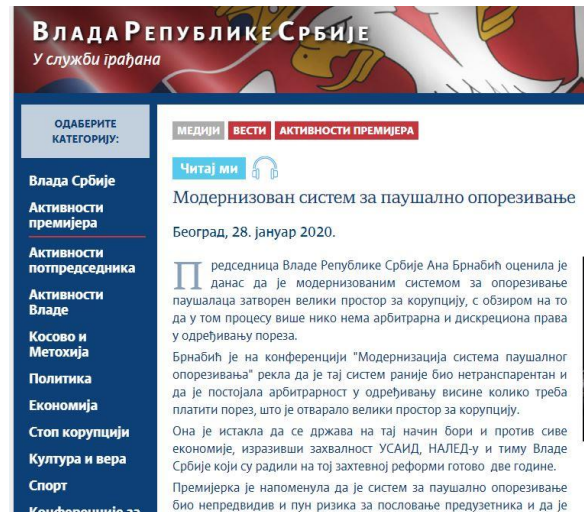 ВЛАДА РЕПУБЛИКЕ СРБИЈЕ
У служби грађана
ОДАБЕРИТЕ
КАТЕГОРИЈУ:
Влада Србије
Активности
премијера
Активности
потпредседника
Активности
Владе
Косово и
Метохија
Политика
Економија
Стоп корупцији
Култура и вера
Спорт
Конференције за
МЕДИЈИ ВЕСТИ АКТИВНОСТИ ПРЕМИЈЕРА
Читај ми
Модернизован систем за паушално опорезивање
Београд, 28. јануар 2020.
Председница Владе Републике Србије Ана Брнабић оценила је
данас да је модернизованим системом за опорезивање
паушалаца затворен велики простор за корупцију, с обзиром на то
да у том процесу више нико нема арбитрарна и дискрециона права
у одређивању пореза.
Брнабић је на конференцији "Модернизација система паушалног
опорезивања" рекла да је тај систем раније био нетранспарентан и
да је постојала арбитрарност у одређивању висине колико треба
платити порез, што је отварало велики простор за корупцију.
Она је истакла да се држава на тај начин бори и против сиве
економије, изразивши захвалност УСАИД, НАЛЕД-у и тиму Владе
Србије који су радили на тој захтевној реформи готово две године.
Премијерка је напоменула да је систем за паушално опорезивање
био непредвидив и пун ризика за пословање предузетника и да је